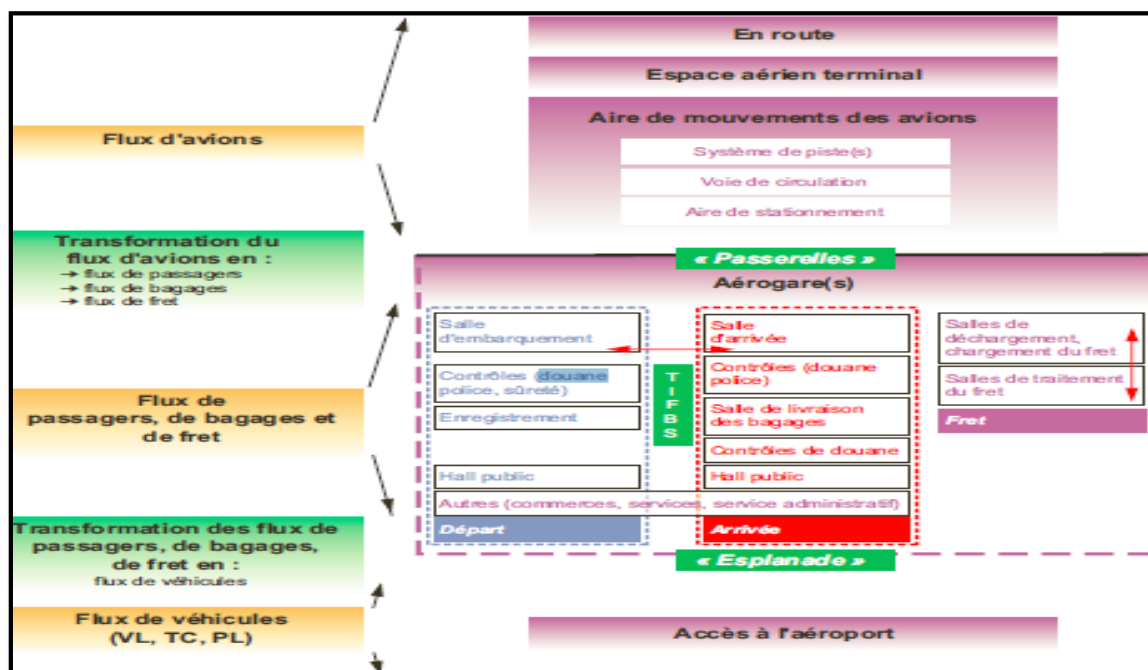 En route
Espace aérien terminal
Aire de mouvements des avions
Système de piste(s)
Voie de circulation
Aire de stationnement
Flux d'avions
Transformation du
flux d'avions en :
→ flux de passagers
→ flux de bagages
→ flux de fret
Flux de
passagers, de bagages et
de fret
Transformation des flux de
passagers, de bagages,
de fret en :
flux de véhicules
Flux de véhicules
(VL, TC, PL)
« Passerelles »
Aérogare(s)
Salle
d'embarquement
Contrôles (douane
police, sûreté)
Enregistrement
Hall public
Autres (commerces, services, service administratif)
Départ
TIFBS
Salle
d'arrivée
Contrôles (douane
police)
Salle de livraison
des bagages
Contrôles de douane
Hall public
Arrivée
Salles de
déchargement,
chargement du fret
Salles de traitement
du fret
Fret
« Esplanade »
Accès à l'aéroport